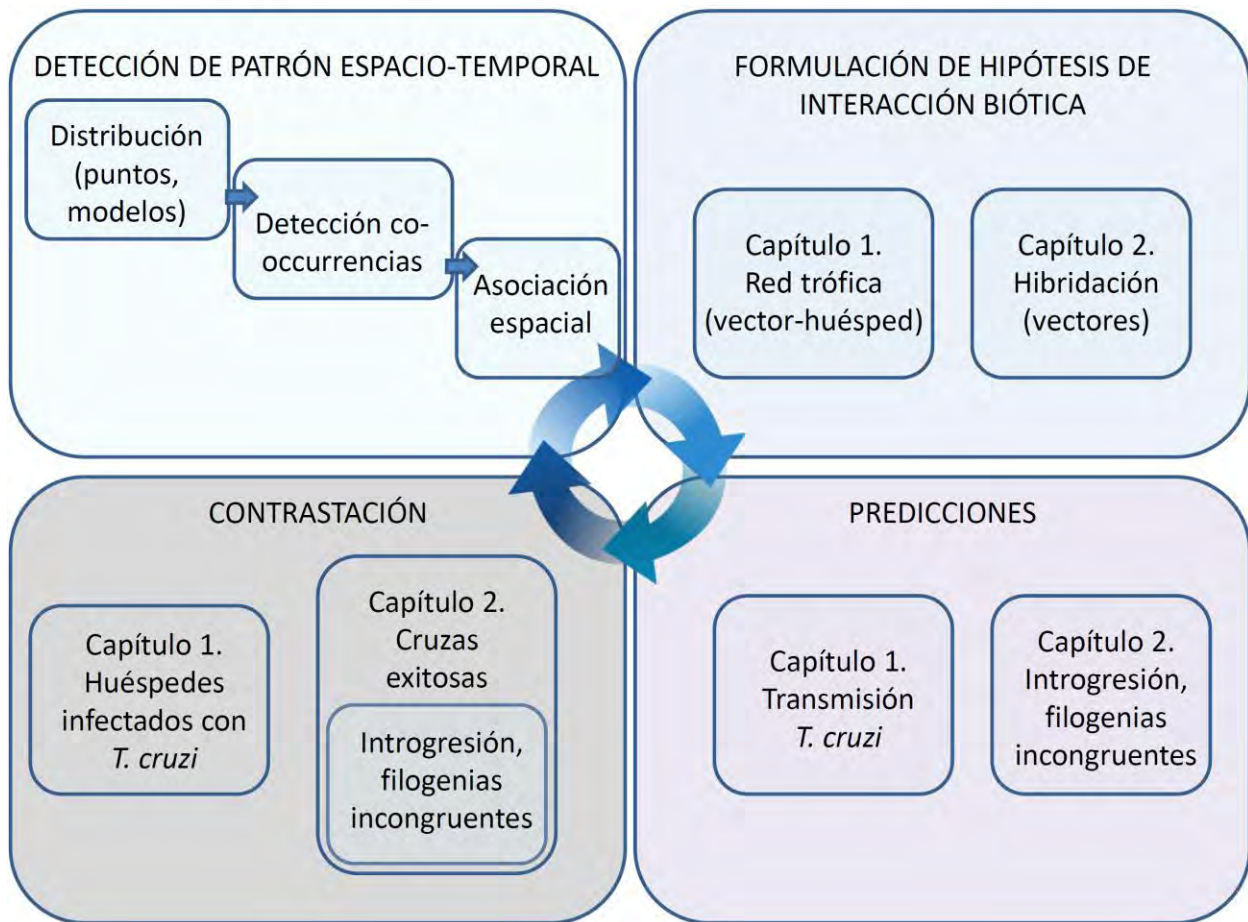 DETECCIÓN DE PATRÓN ESPACIO-TEMPORAL
Distribución
(puntos,
modelos)
Detección co-
occurrencias
Asociación
espacial
FORMULACIÓN DE HIPÓTESIS DE
INTERACCIÓN BIÓTICA
Capítulo 1.
Red trófica
(vector-huésped)
Capítulo 2.
Hibridación
(vectores)
CONTRASTACIÓN
Capítulo 1.
Huéspedes
infectados con
T. cruzi
Capítulo 2.
Cruzas
exitosas
Introgresión,
filogenias
incongruentes
PREDICCIONES
Capítulo 1.
Transmisión
T. cruzi
Capítulo 2.
Introgresión,
filogenias
incongruentes